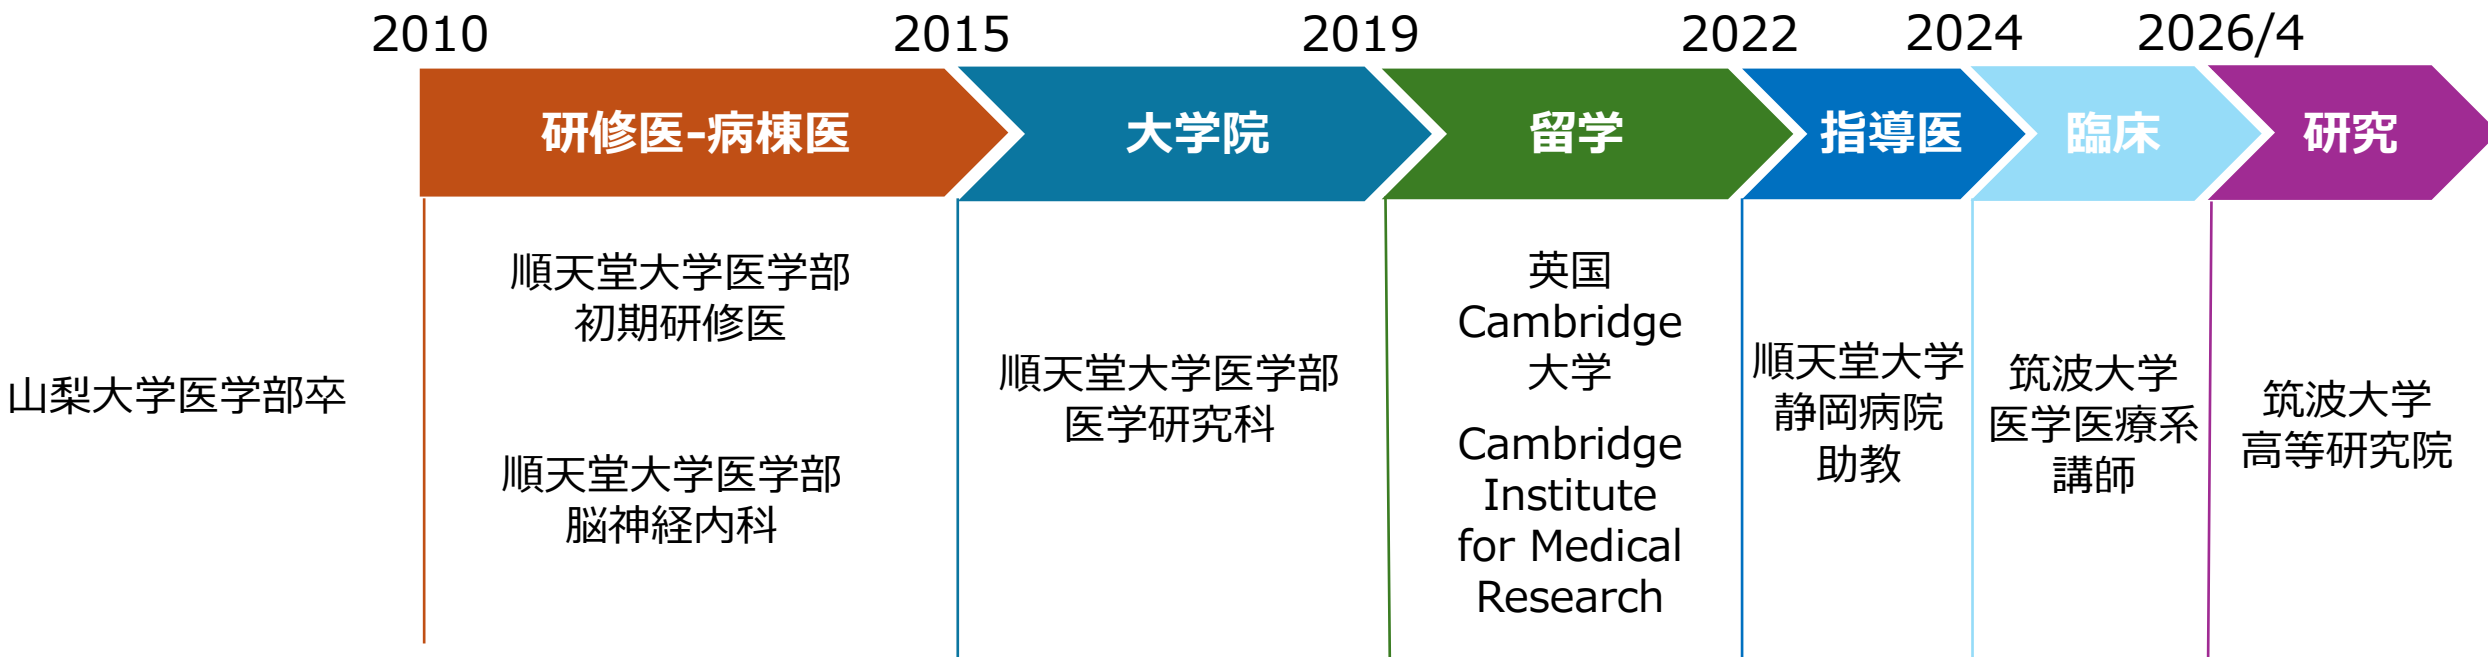 2010
2015
2019
2022
2024
2026/4
研修医-病棟医
大学院
留学
指導医
臨床
研究
山梨大学医学部卒
順天堂大学医学部
初期研修医
順天堂大学医学部
脳神経内科
順天堂大学医学部
医学研究科
英国
Cambridge
大学
Cambridge
Institute
for Medical
Research
順天堂大学
静岡病院
助教
筑波大学
医学医療系
講師
筑波大学
高等研究院